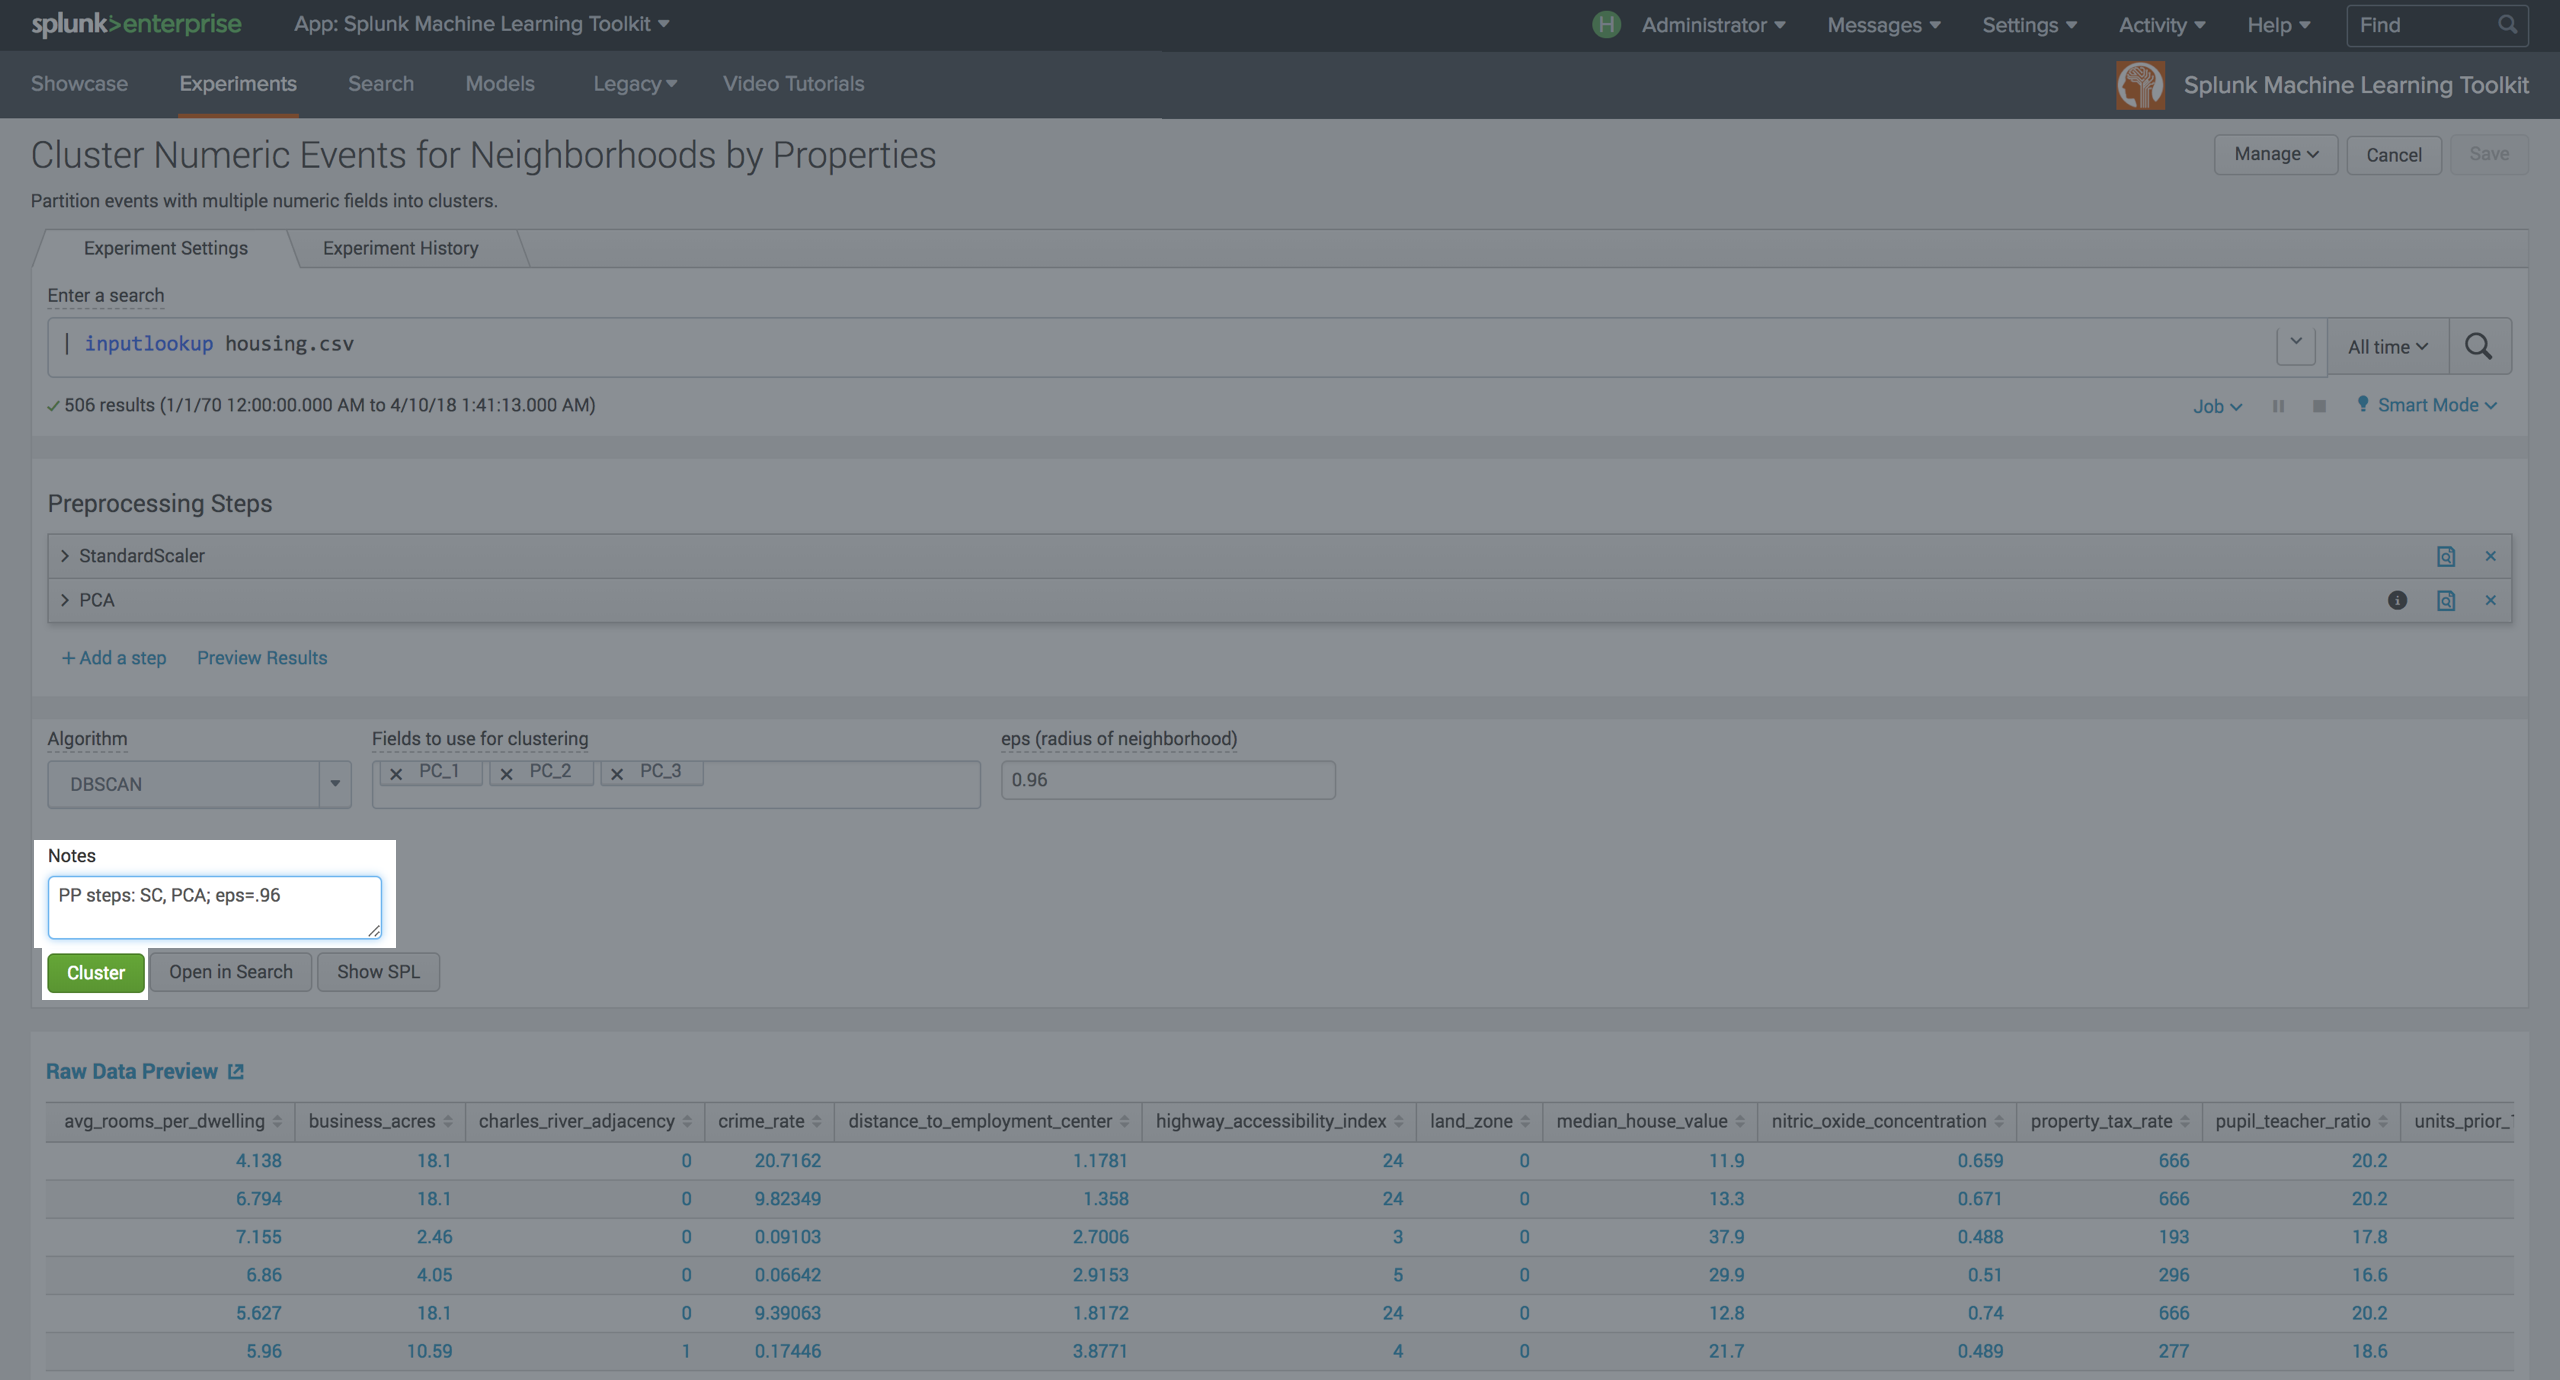 splunk>enterprise App: Splunk Machine Learning Toolkit H Administrator Messages Settings Activity Help Find
Showcase Experiments Search Models Legacy Video Tutorials Splunk Machine Learning Toolkit
Cluster Numeric Events for Neighborhoods by Properties Manage Cancel Save
Partition events with multiple numeric fields into clusters.
Experiment Settings Experiment History
Enter a search
| inputlookup housing.csv All time
506 results (1/1/70 12:00:00.000 AM to 4/10/18 1:41:13.000 AM) Job Smart Mode
Preprocessing Steps
StandardScaler
PCA
+ Add a step Preview Results
Algorithm Fields to use for clustering eps (radius of neighborhood)
DBSCAN PC_1 PC_2 PC_3 0.96
Notes
PP steps: SC, PCA; eps=.96
Cluster Open in Search Show SPL
Raw Data Preview
avg_rooms_per_dwelling business_acres charles_river_adjacency crime_rate distance_to_employment_center highway_accessibility_index land_zone median_house_value nitric_oxide_concentration property_tax_rate pupil_teacher_ratio units_prior_
4.138 18.1 0 20.7162 1.1781 24 0 11.9 0.659 666 20.2
6.794 18.1 0 9.82349 1.358 24 0 13.3 0.671 666 20.2
7.155 2.46 0 0.09103 2.7006 3 0 37.9 0.488 193 17.8
6.86 4.05 0 0.06642 2.9153 5 0 29.9 0.51 296 16.6
5.627 18.1 0 9.39063 1.8172 24 0 12.8 0.74 666 20.2
5.96 10.59 1 0.17446 3.8771 4 0 21.7 0.489 277 18.6